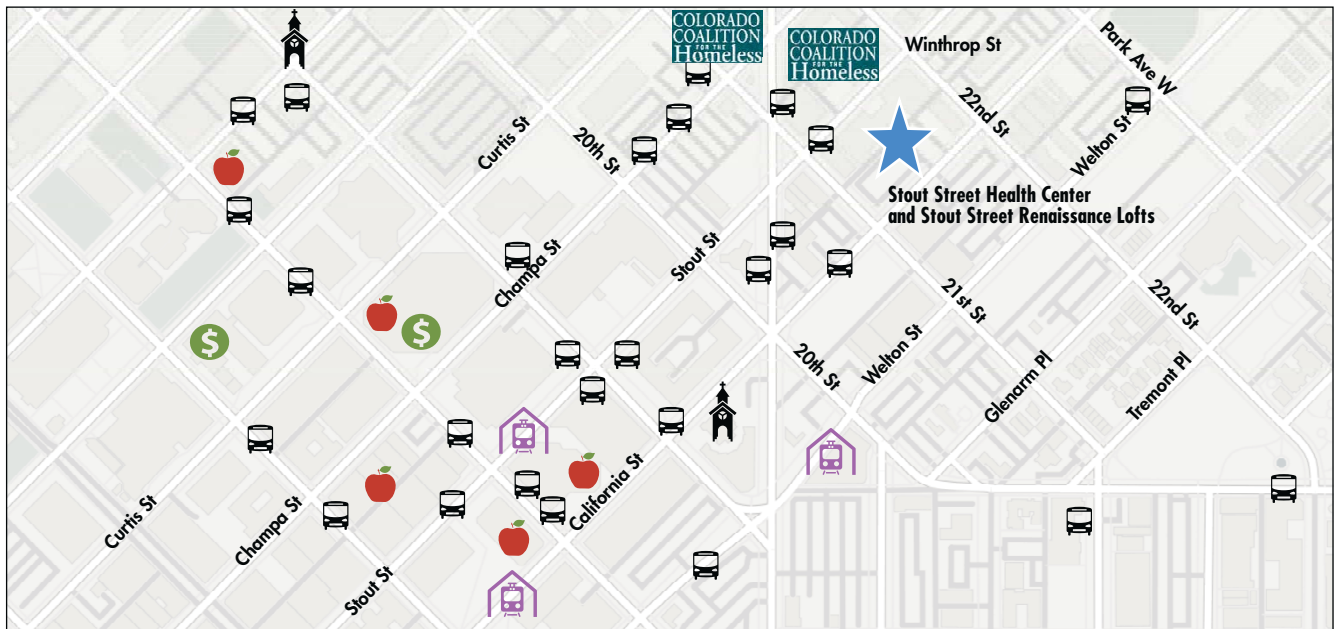 COLORADO
COALITION
FOR THE
Homeless
COLORADO
COALITION
FOR THE
Homeless
Winthrop St
Park Ave W
22nd St
Welton St
Curtis St
20th St
Stout Street Health Center
and Stout Street Renaissance Lofts
Champa St
Stout St
21st St
22nd St
20th St
Welton St
Glenarm Pl
Tremont Pl
$
$
California St
Curtis St
Champa St
Stout St